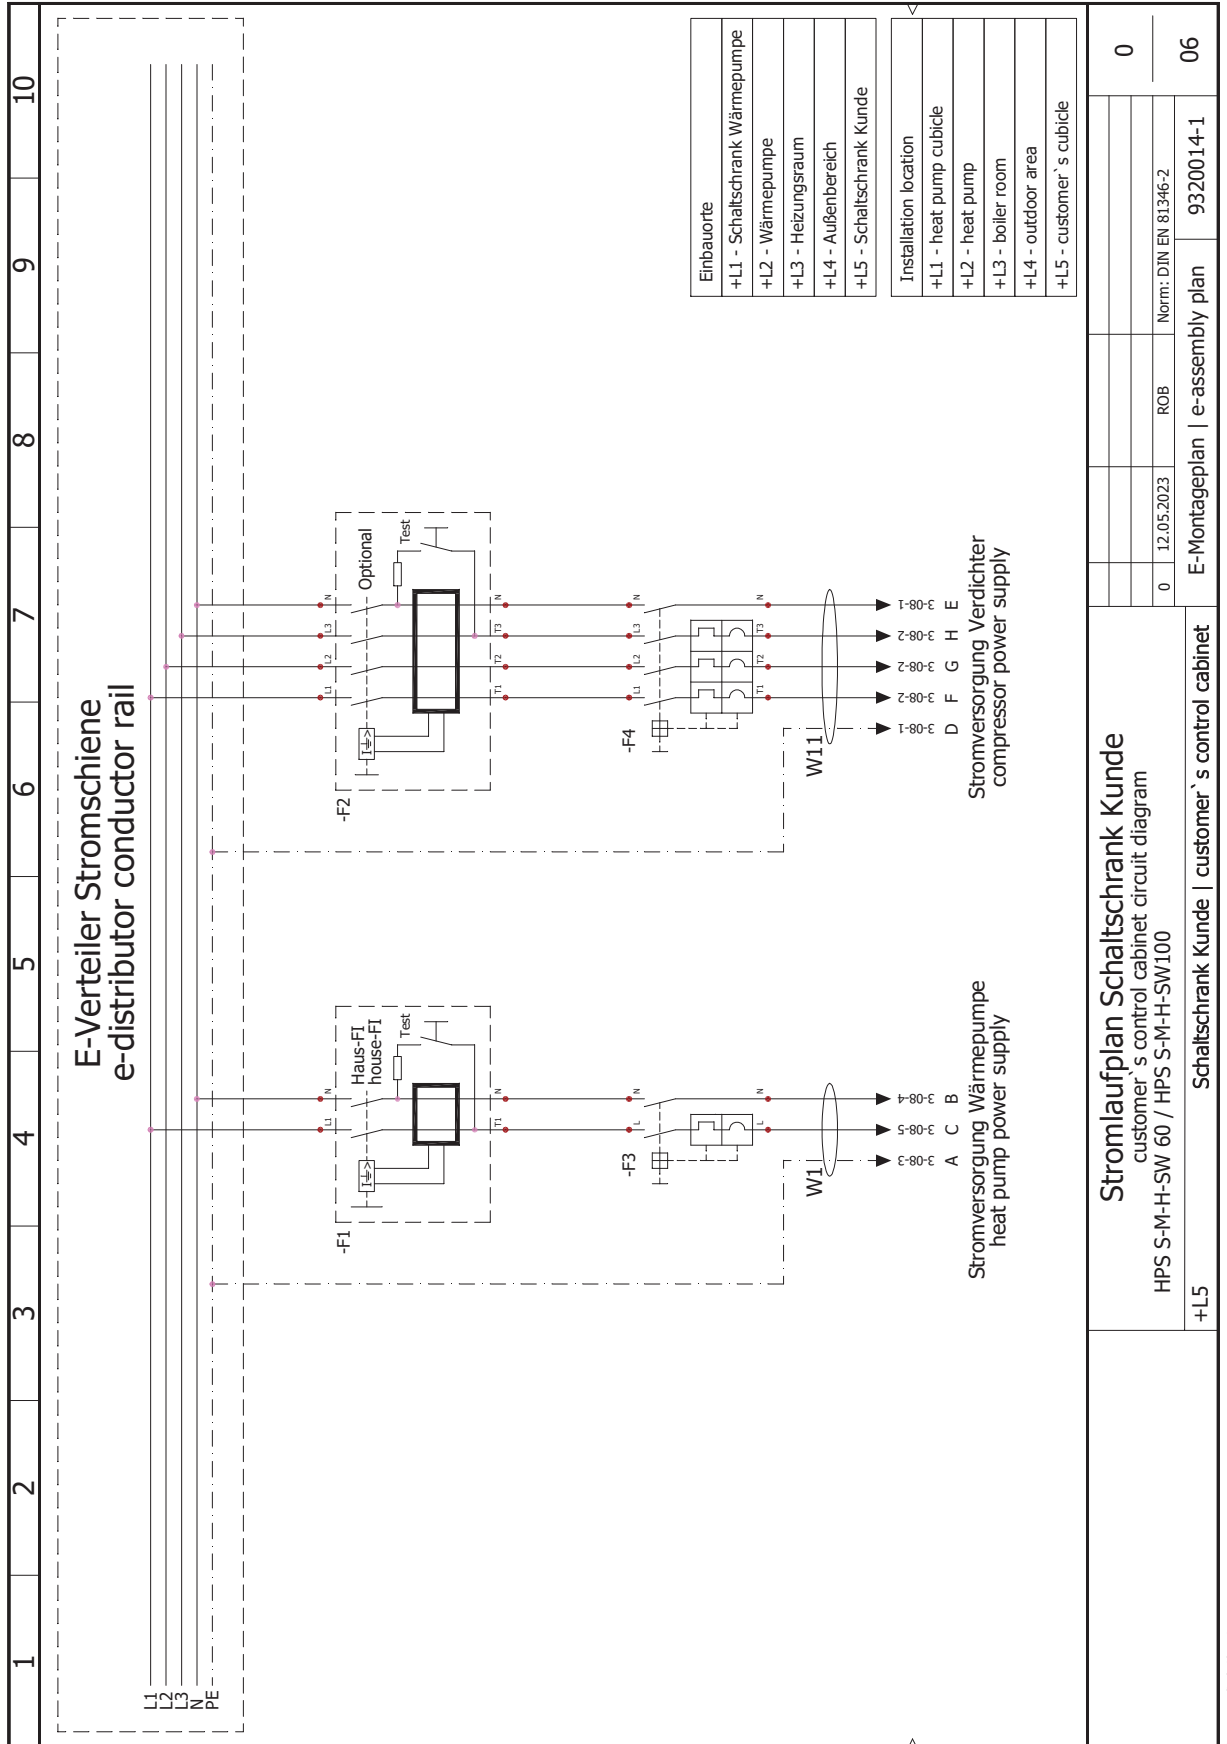 1 2 3 4 5 6 7 8 9 10
E-Verteiler Stromschiene
e-distributor conductor rail
L1
L2
L3
N
PE
-F1
Haus-FI
house-FI
Test
I
>
L1 N
T1 N
-F2
Optional
Test
I
>
L1 L2 L3 N
T1 T2 T3 N
-F3
L N
L N
-F4
L1 L2 L3 N
T1 T2 T3 N
W1
3-08-3 3-08-5 3-08-4
A C B
Stromversorgung Wärmepumpe
heat pump power supply
W11
3-08-1 3-08-2 3-08-2 3-08-2 3-08-1
D F G H E
Stromversorgung Verdichter
compressor power supply
Einbauorte
+L1 - Schaltschrank Wärmepumpe
+L2 - Wärmepumpe
+L3 - Heizungsraum
+L4 - Außenbereich
+L5 - Schaltschrank Kunde
Installation location
+L1 - heat pump cubicle
+L2 - heat pump
+L3 - boiler room
+L4 - outdoor area
+L5 - customer`s cubicle
Stromlaufplan Schaltschrank Kunde
customer`s control cabinet circuit diagram
HPS S-M-H-SW 60 / HPS S-M-H-SW100
+L5 Schaltschrank Kunde | customer`s control cabinet
0 12.05.2023 ROB Norm: DIN EN 81346-2
E-Montageplan | e-assembly plan 9320014-1
0
06